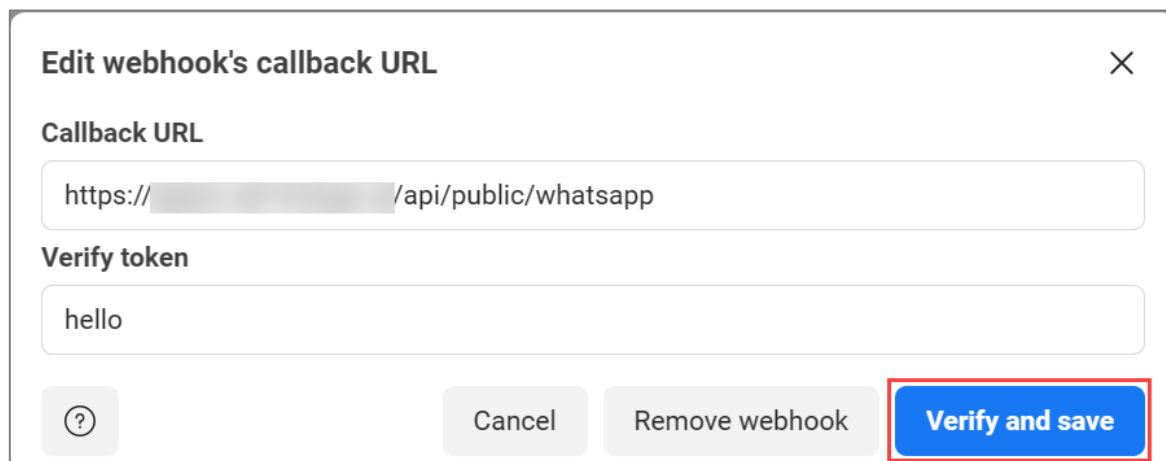 Edit webhook's callback URL
Callback URL
https:// /api/public/whatsapp
Verify token
hello
Cancel
Remove webhook
Verify and save